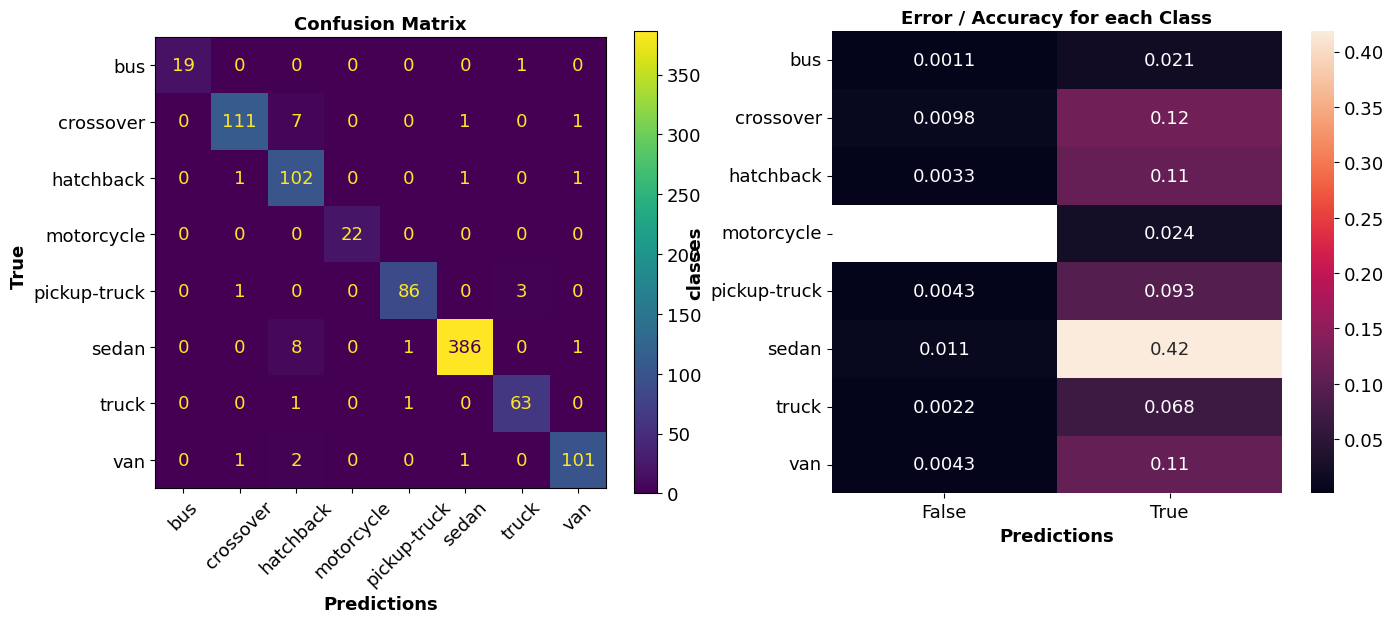 Confusion Matrix
True
bus 19 0 0 0 0 0 1 0
crossover 0 111 7 0 0 1 0 1
hatchback 0 1 102 0 0 1 0 1
motorcycle 0 0 0 22 0 0 0 0
pickup-truck 0 1 0 0 86 0 3 0
sedan 0 0 8 0 1 386 0 1
truck 0 0 1 0 1 0 63 0
van 0 1 2 0 0 1 0 101
bus crossover hatchback motorcycle pickup-truck sedan truck van
Predictions
350
300
250
200
150
100
50
0
Error / Accuracy for each Class
classes
bus 0.0011 0.021
crossover 0.0098 0.12
hatchback 0.0033 0.11
motorcycle 0.024
pickup-truck 0.0043 0.093
sedan 0.011 0.42
truck 0.0022 0.068
van 0.0043 0.11
False True
Predictions
0.40
0.35
0.30
0.25
0.20
0.15
0.10
0.05